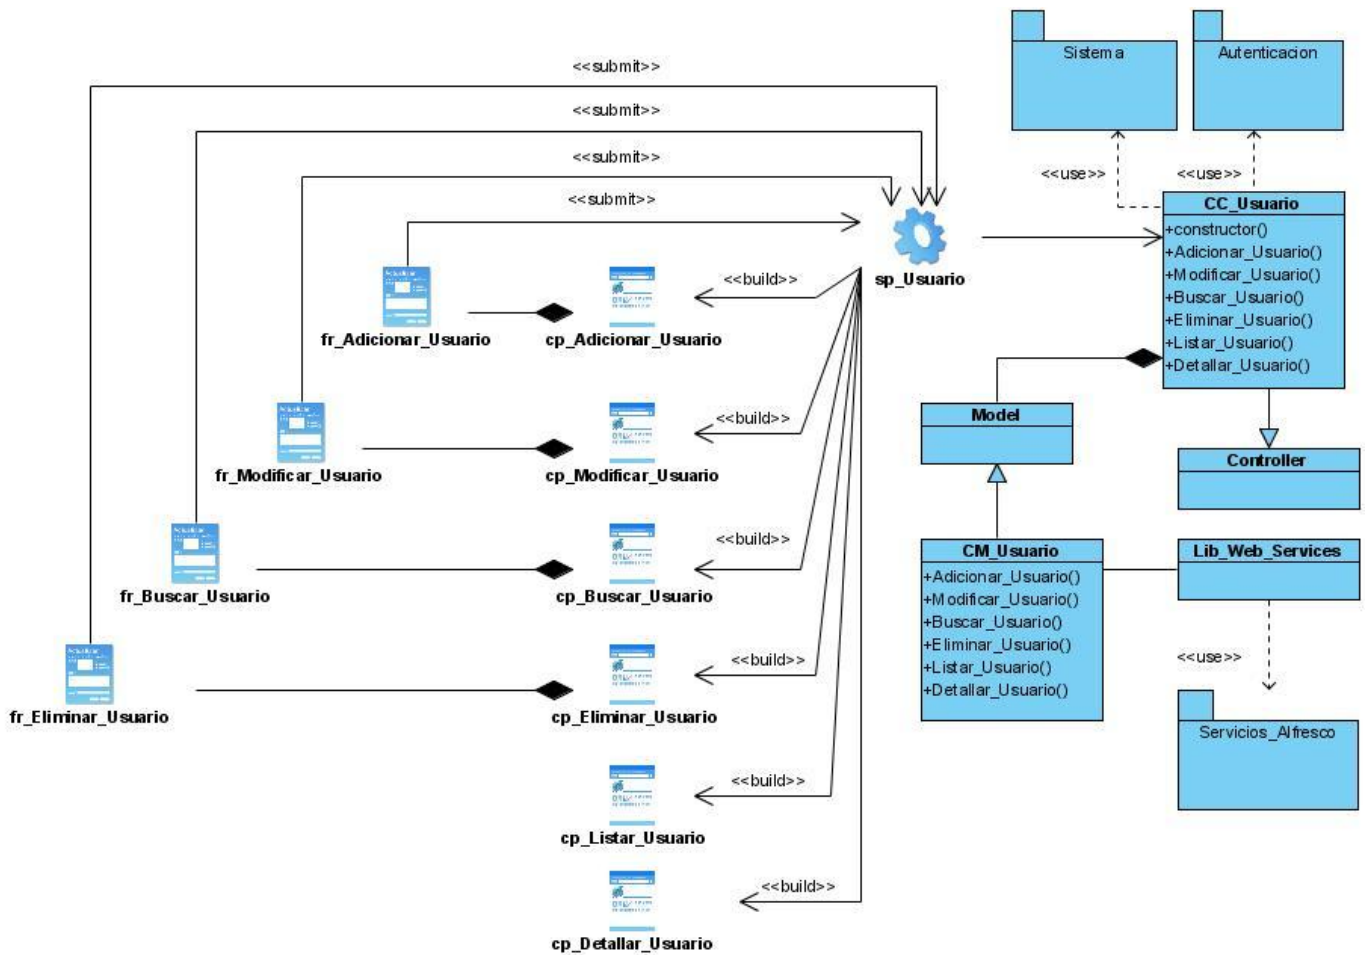 Sistema
Autenticacion
<<submit>>
<<submit>>
<<submit>>
<<submit>>
<<use>>
<<use>>
CC_Usuario
+constructor()
+Adicionar_Usuario()
+Modificar_Usuario()
+Buscar_Usuario()
+Eliminar_Usuario()
+Listar_Usuario()
+Detallar_Usuario()
sp_Usuario
<<build>>
fr_Adicionar_Usuario
cp_Adicionar_Usuario
Model
Controller
<<build>>
fr_Modificar_Usuario
cp_Modificar_Usuario
<<build>>
fr_Buscar_Usuario
cp_Buscar_Usuario
CM_Usuario
+Adicionar_Usuario()
+Modificar_Usuario()
+Buscar_Usuario()
+Eliminar_Usuario()
+Listar_Usuario()
+Detallar_Usuario()
Lib_Web_Services
<<use>>
Servicios_Alfresco
<<build>>
fr_Eliminar_Usuario
cp_Eliminar_Usuario
<<build>>
cp_Listar_Usuario
<<build>>
cp_Detallar_Usuario